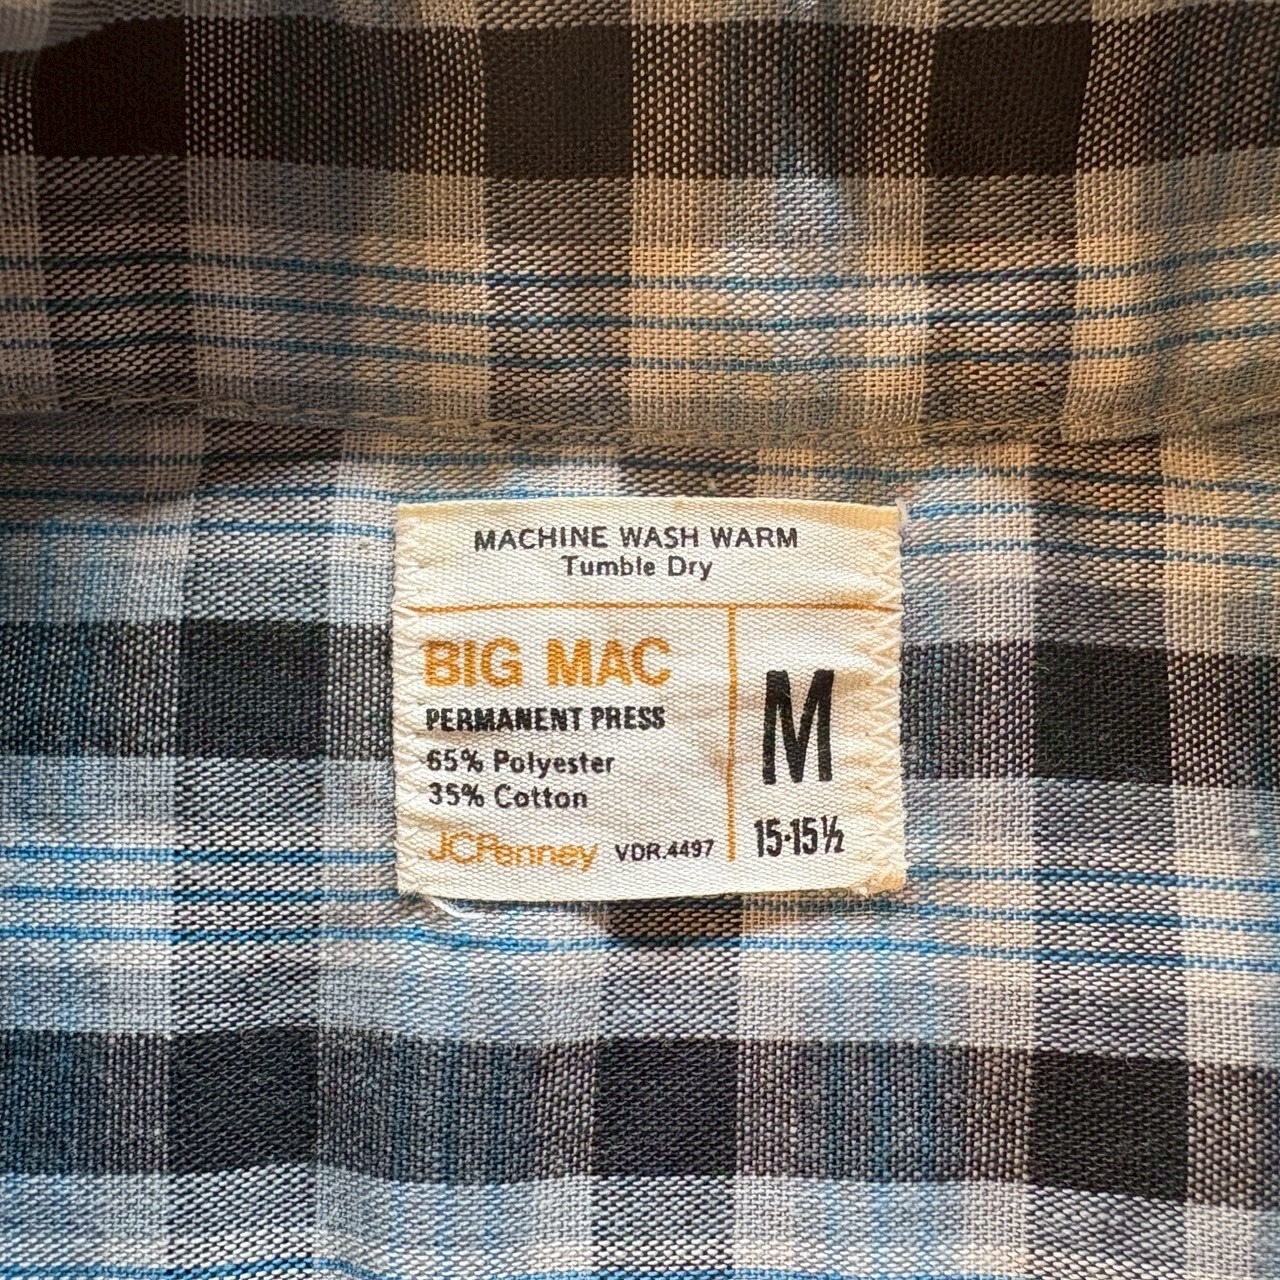 MACHINE WASH WARM
Tumble Dry
BIG MAC
PERMANENT PRESS
65% Polyester
35% Cotton
JCPenney VDR.4497
M
15-15½